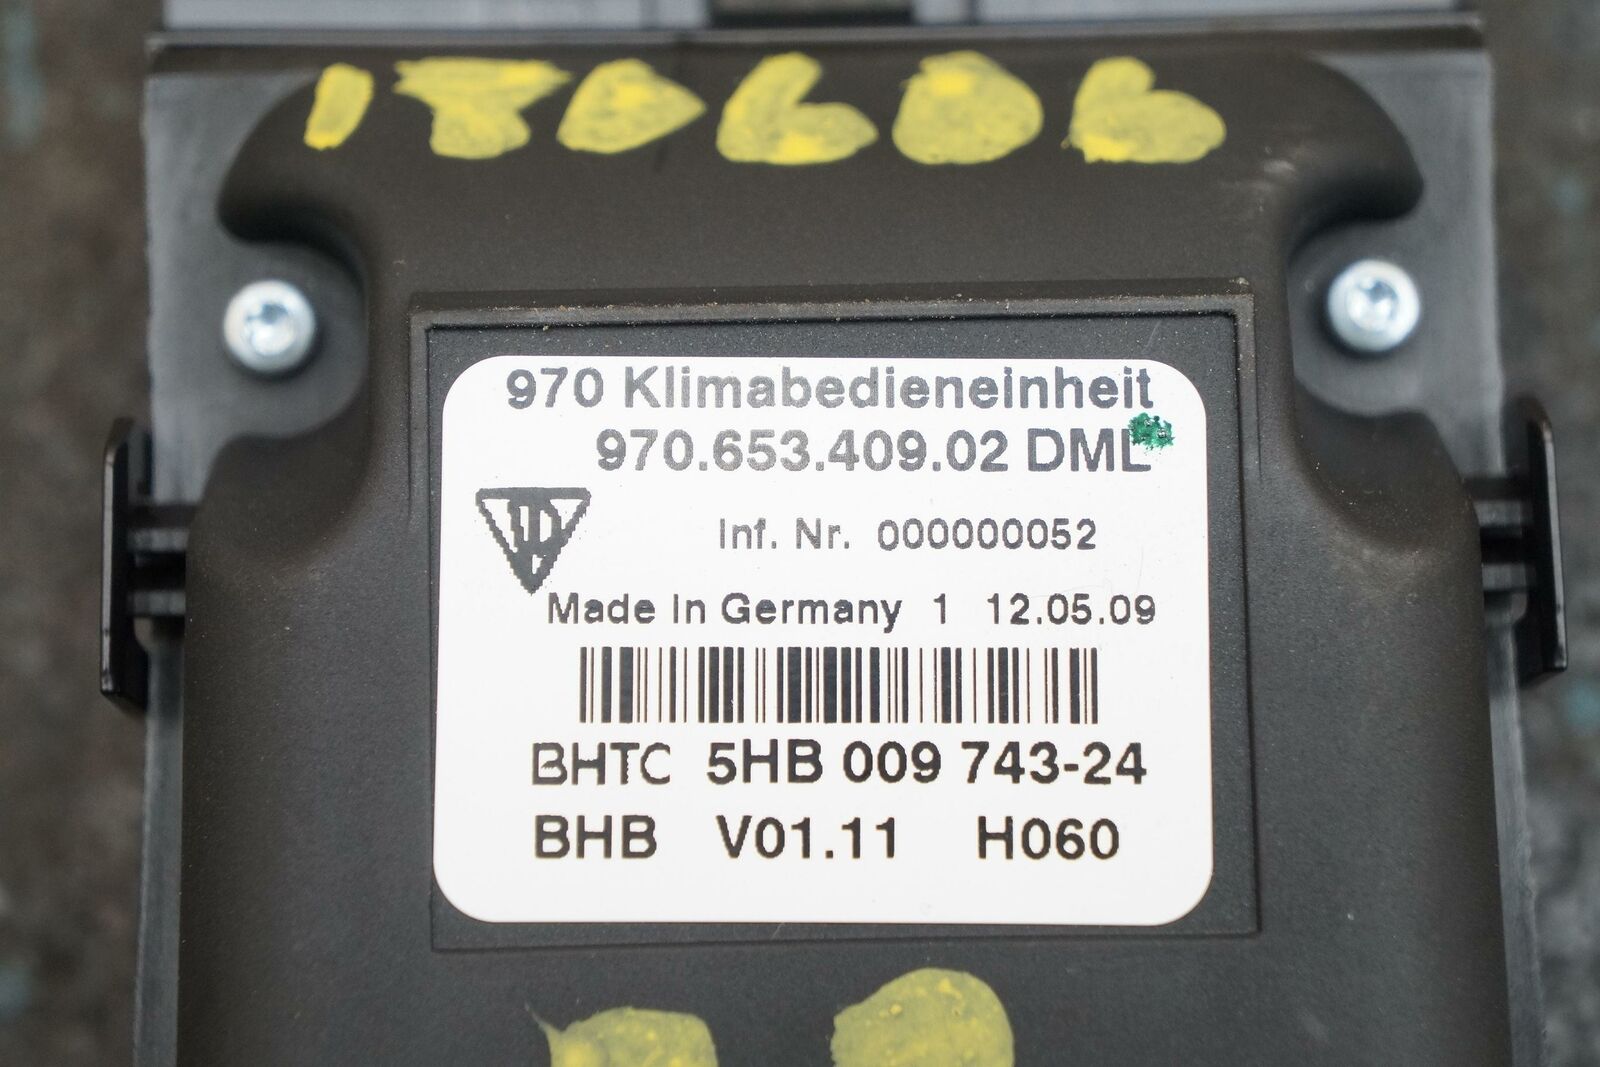 970 Klimabedieneinheit
970.653.409.02 DML
Inf. Nr. 000000052
Made In Germany 1 12.05.09
BHTC 5HB 009 743-24
BHB V01.11 H060